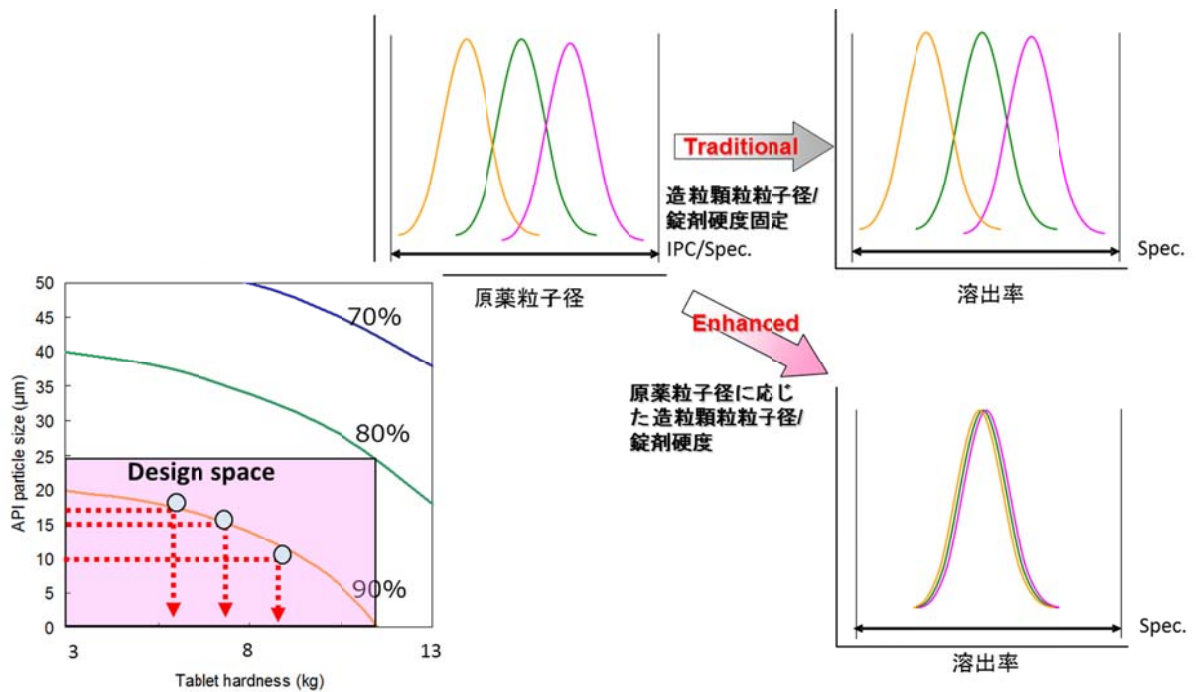 Traditional
造粒顆粒粒子径/
錠剤硬度固定
IPC/Spec.
原薬粒子径
Spec.
溶出率
Enhanced
原薬粒子径に応じ
た造粒顆粒粒子径/
錠剤硬度
Spec.
溶出率
50
45
40
35
30
25
20
15
10
5
0
API particle size (μm)
70%
80%
Design space
90%
3
8
13
Tablet hardness (kg)